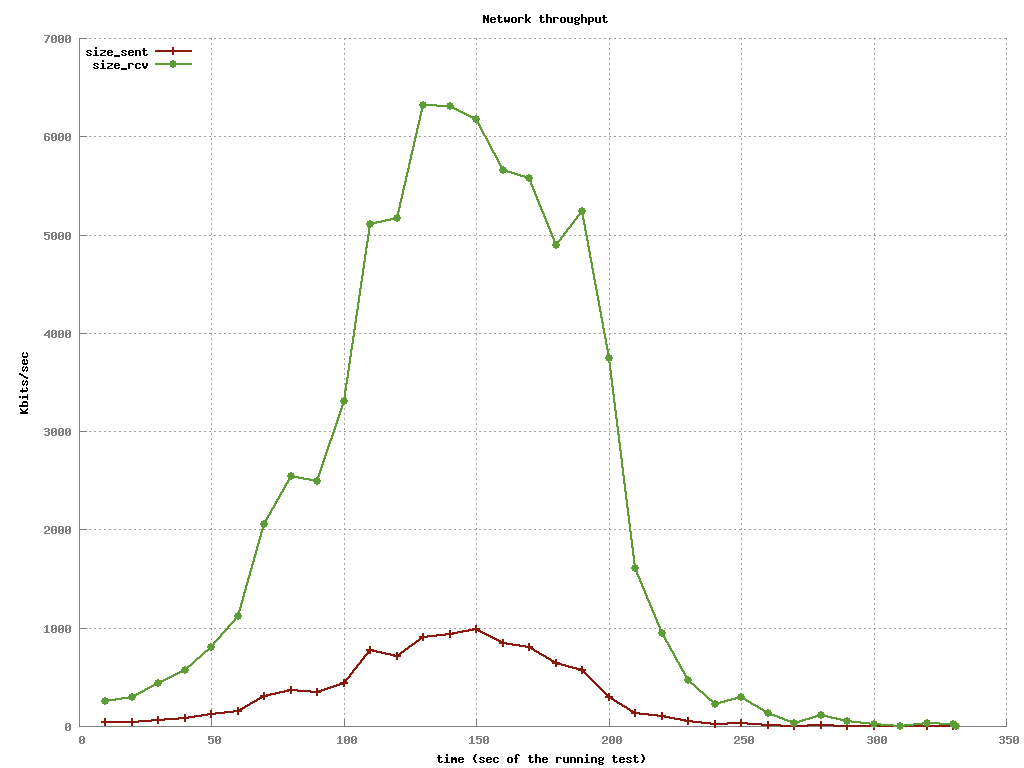 Network throughput
7000
size_sent
size_rcv
6000
5000
4000
Kbits/sec
3000
2000
1000
0
0 50 100 150 200 250 300 350
time (sec of the running test)